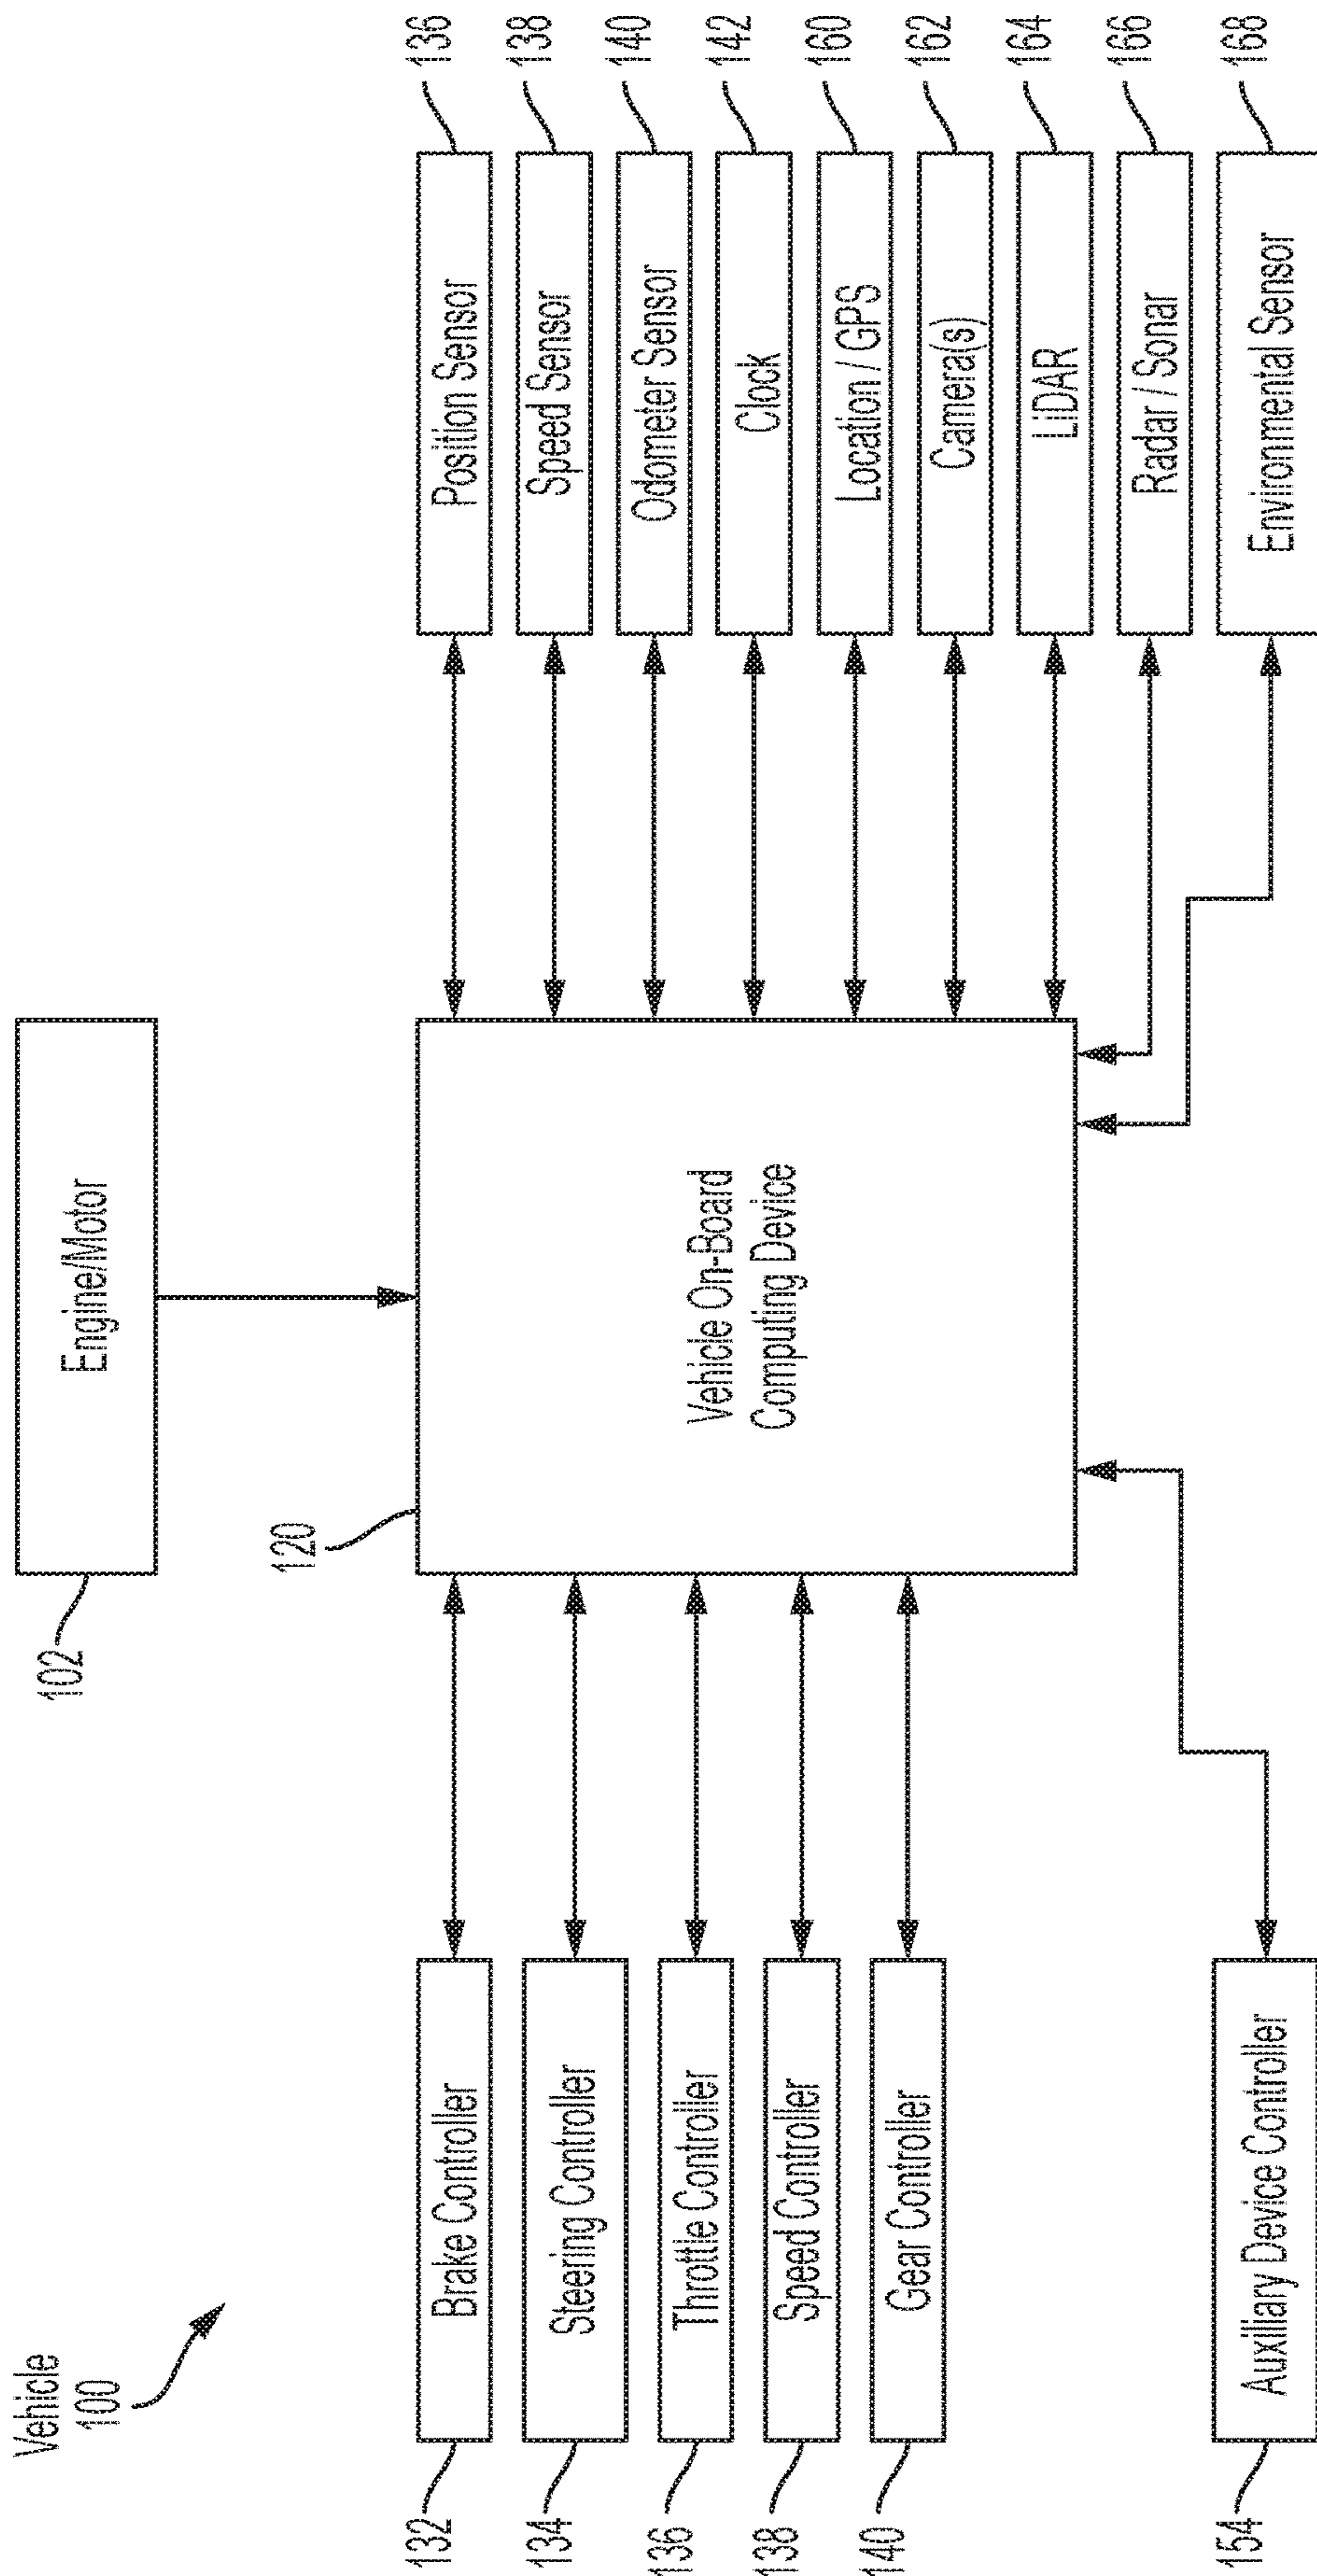 Vehicle
100
102
Engine/Motor
120
Vehicle On-Board
Computing Device
132
Brake Controller
134
Steering Controller
136
Throttle Controller
138
Speed Controller
140
Gear Controller
154
Auxiliary Device Controller
Position Sensor
136
Speed Sensor
138
Odometer Sensor
140
Clock
142
Location / GPS
160
Camera(s)
162
LiDAR
164
Radar / Sonar
166
Environmental Sensor
168